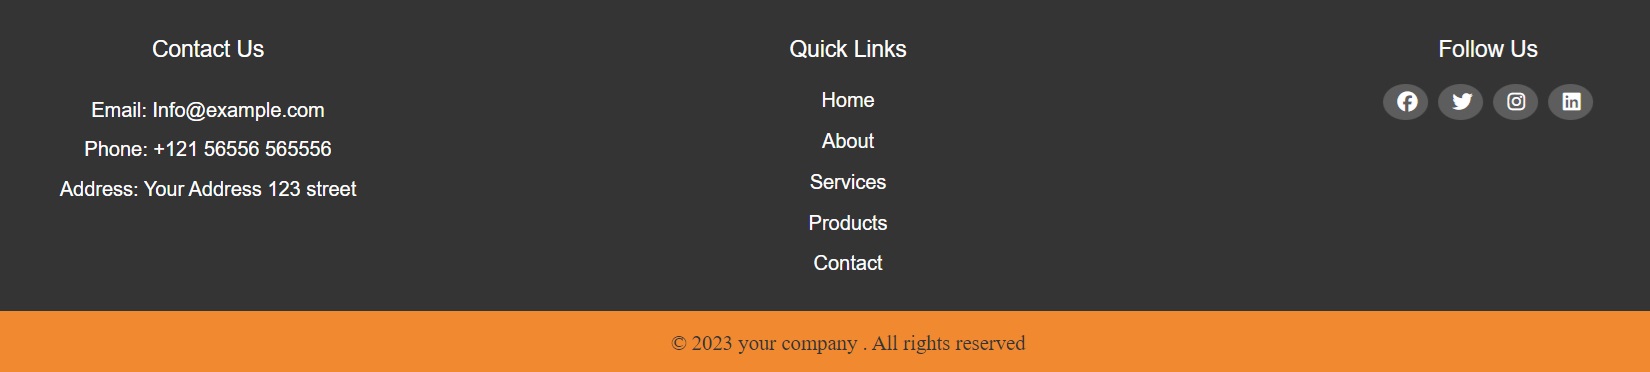 Contact Us
Email: Info@example.com
Phone: +121 56556 565556
Address: Your Address 123 street
Quick Links
Home
About
Services
Products
Contact
Follow Us
© 2023 your company . All rights reserved